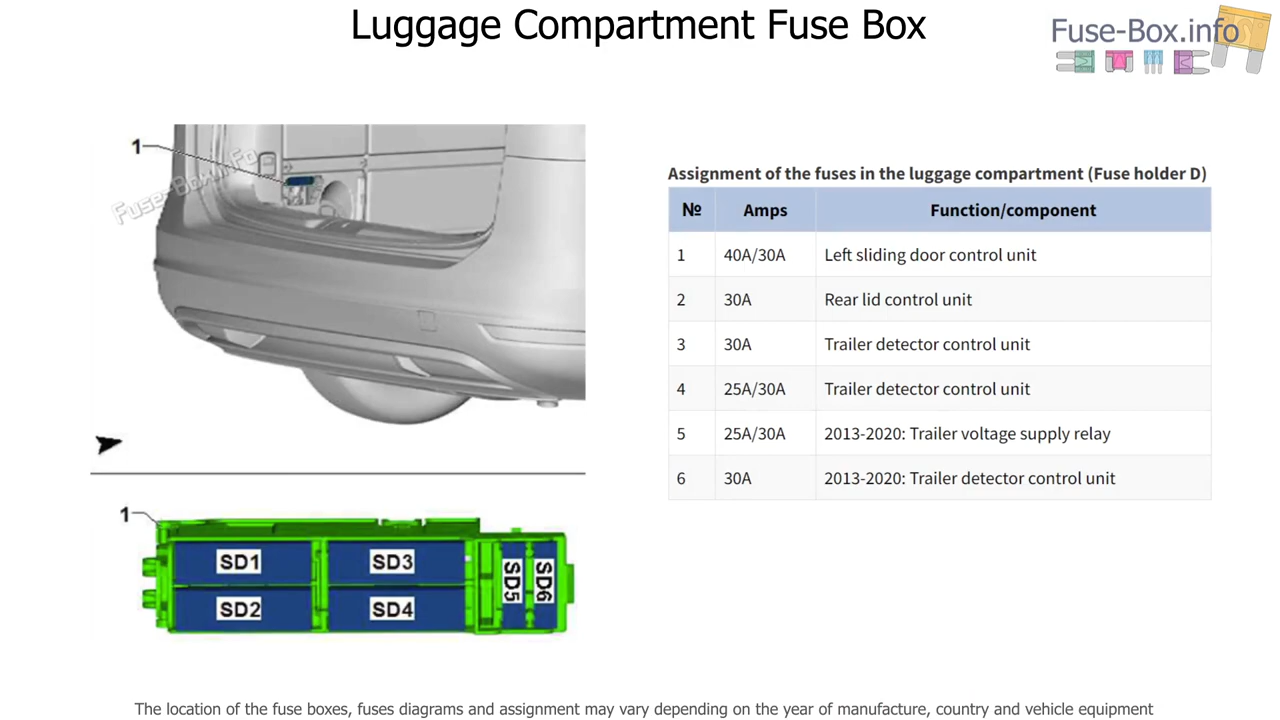 Luggage Compartment Fuse Box
Fuse-Box.info
1
Fuse-Box.info
Assignment of the fuses in the luggage compartment (Fuse holder D)
№ Amps Function/component
1 40A/30A Left sliding door control unit
2 30A Rear lid control unit
3 30A Trailer detector control unit
4 25A/30A Trailer detector control unit
5 25A/30A 2013-2020: Trailer voltage supply relay
6 30A 2013-2020: Trailer detector control unit
1
SD1 SD3 SD5 SD6
SD2 SD4
The location of the fuse boxes, fuses diagrams and assignment may vary depending on the year of manufacture, country and vehicle equipment